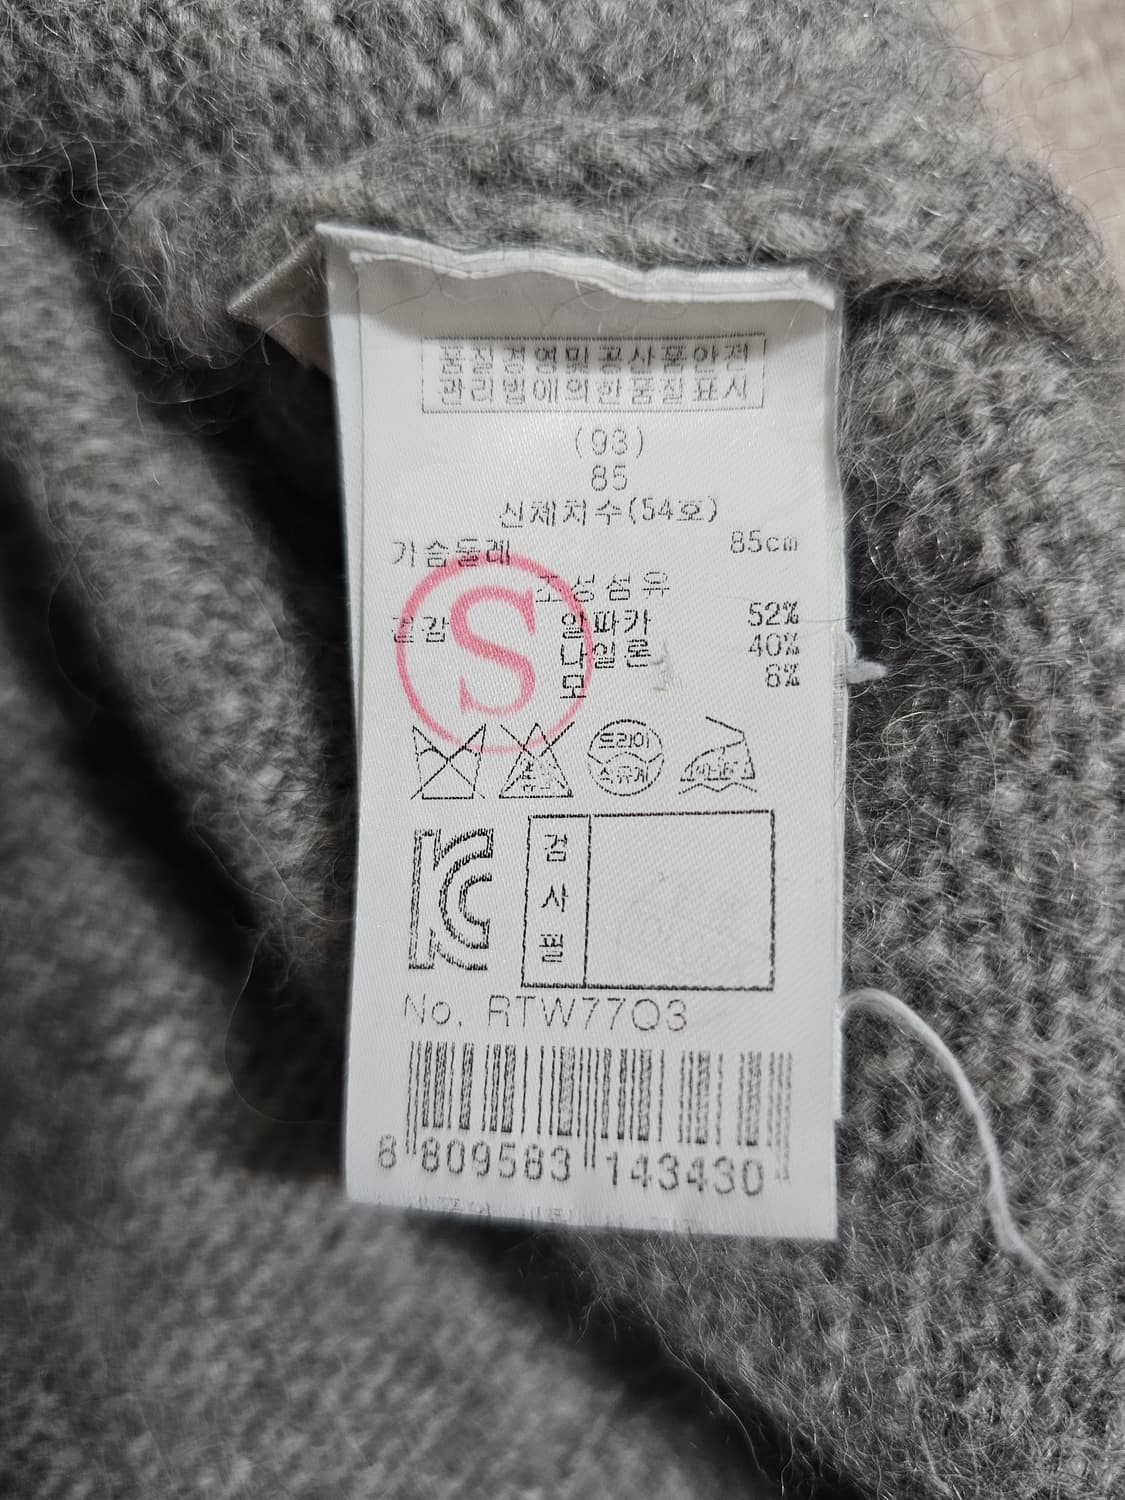 품질경영및공산품안전
관리법에의한품질표시
(93)
85
신체치수(54호)
가슴둘레 85cm
조성섬유
겉감 알파카 52%
나일론 40%
모 8%
S
드라이
석유계
KC
검
사
필
No. RTW77Q3
8 809583 143430